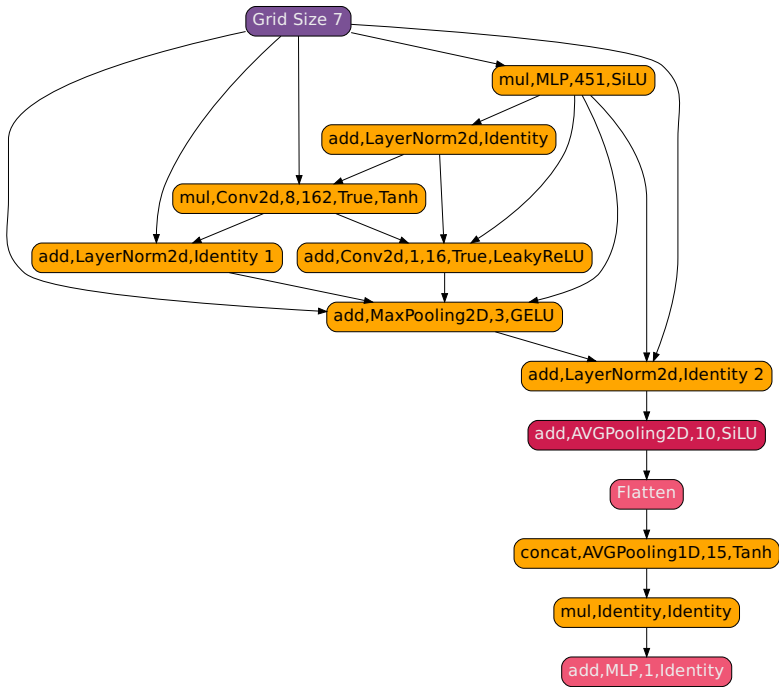 Grid Size 7
mul,MLP,451,SiLU
add,LayerNorm2d,Identity
mul,Conv2d,8,162,True,Tanh
add,LayerNorm2d,Identity 1
add,Conv2d,1,16,True,LeakyReLU
add,MaxPooling2D,3,GELU
add,LayerNorm2d,Identity 2
add,AVGPooling2D,10,SiLU
Flatten
concat,AVGPooling1D,15,Tanh
mul,Identity,Identity
add,MLP,1,Identity